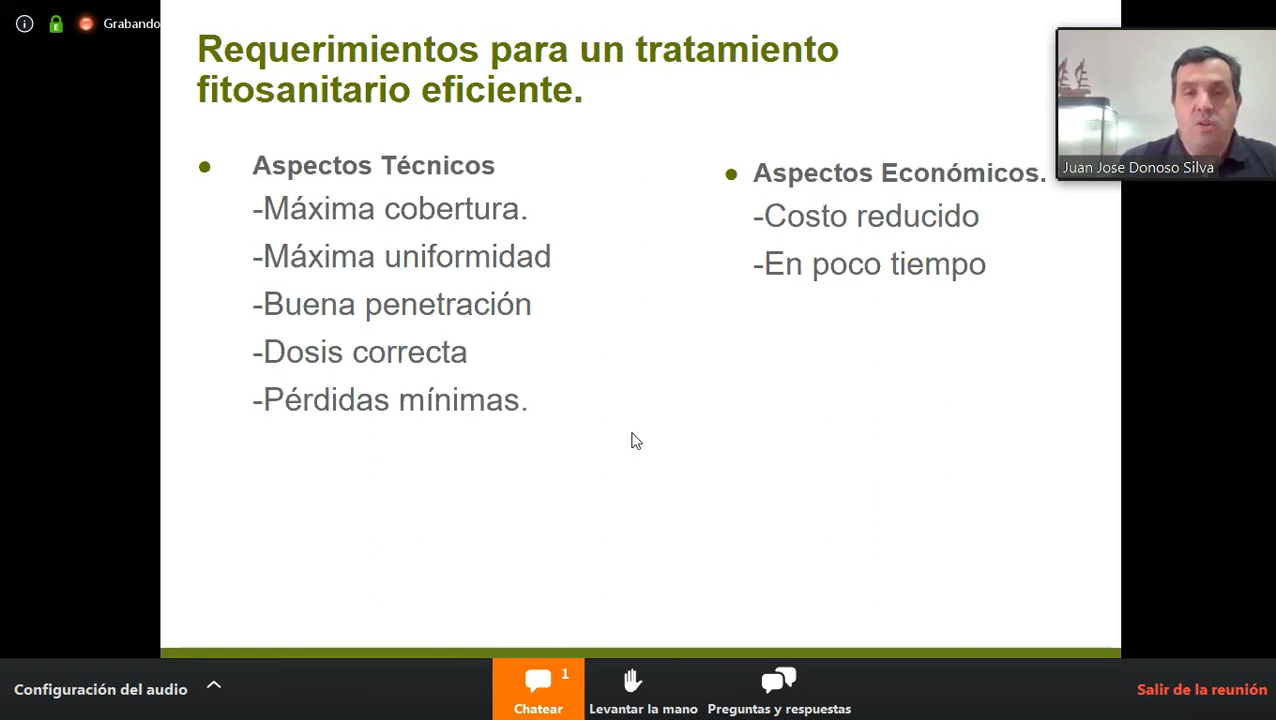 Grabando
Requerimientos para un tratamiento
fitosanitario eficiente.
● Aspectos Técnicos
-Máxima cobertura.
-Máxima uniformidad
-Buena penetración
-Dosis correcta
-Pérdidas mínimas.
● Aspectos Económicos.
-Costo reducido
-En poco tiempo
Juan Jose Donoso Silva
Configuración del audio
1
Chatear
Levantar la mano
Preguntas y respuestas
Salir de la reunión